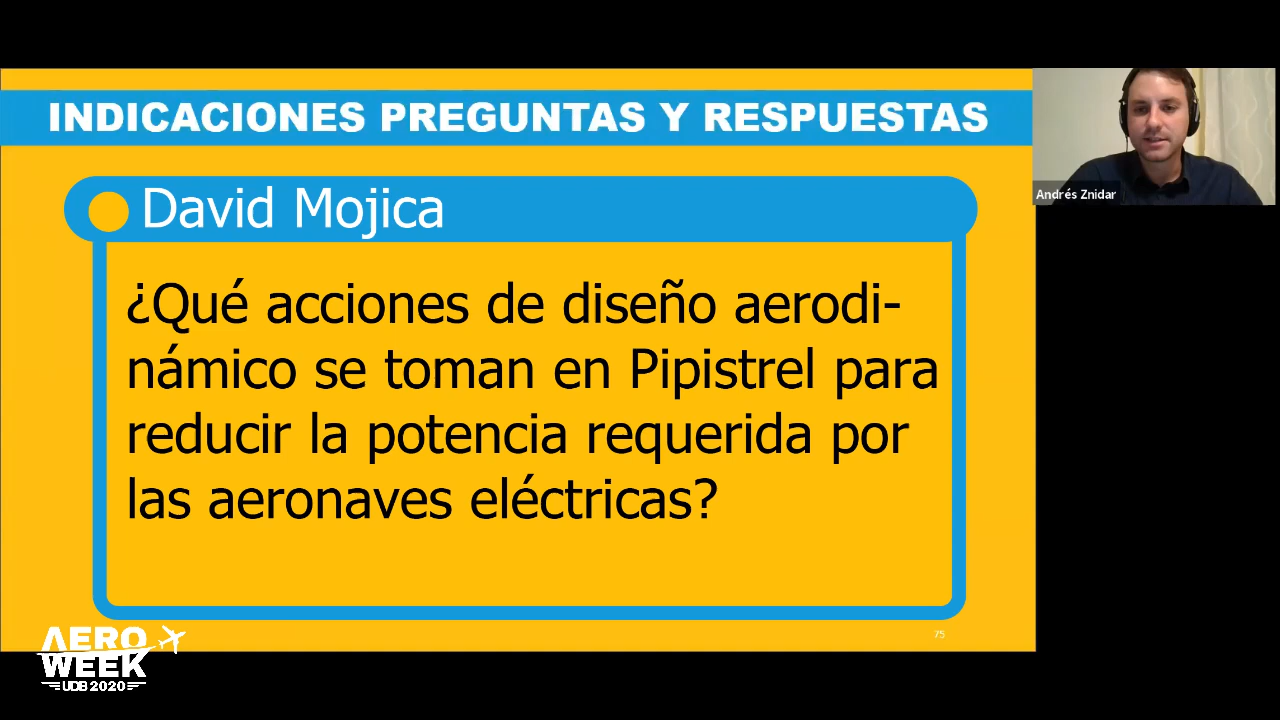 INDICACIONES PREGUNTAS Y RESPUESTAS
David Mojica
¿Qué acciones de diseño aerodi-
námico se toman en Pipistrel para
reducir la potencia requerida por
las aeronaves eléctricas?
75
Andrés Znidar
AERO
WEEK
UDB 2020